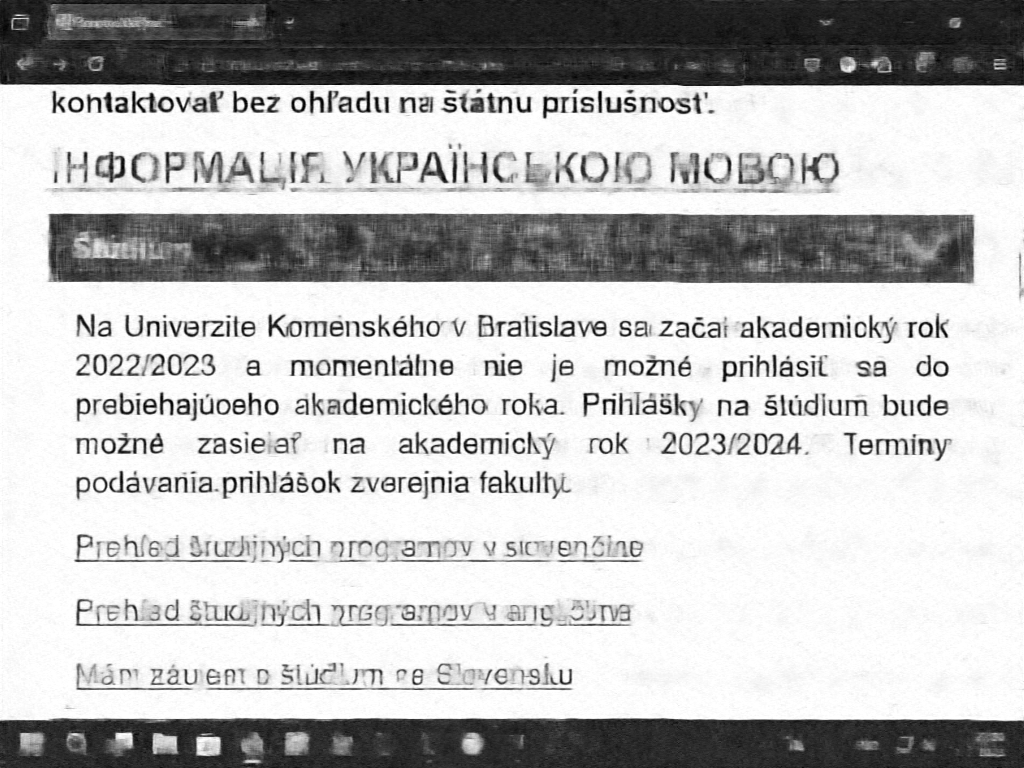 kontaktovať bez ohľadu na štátnu príslušnosť.
ІНФОРМАЦІЯ УКРАЇНСЬКОЮ МОВОЮ
Štúdium
Na Univerzite Komenského v Bratislave sa začal akademický rok
2022/2023 a momentálne nie je možné prihlásiť sa do
prebiehajúceho akademického roka. Prihlášky na štúdium bude
možné zasielať na akademický rok 2023/2024. Termíny
podávania prihlášok zverejnia fakulty.
Prehľad študijných programov v slovenčine
Prehľad študijných programov v angličtine
Mám záujem o štúdium na Slovensku